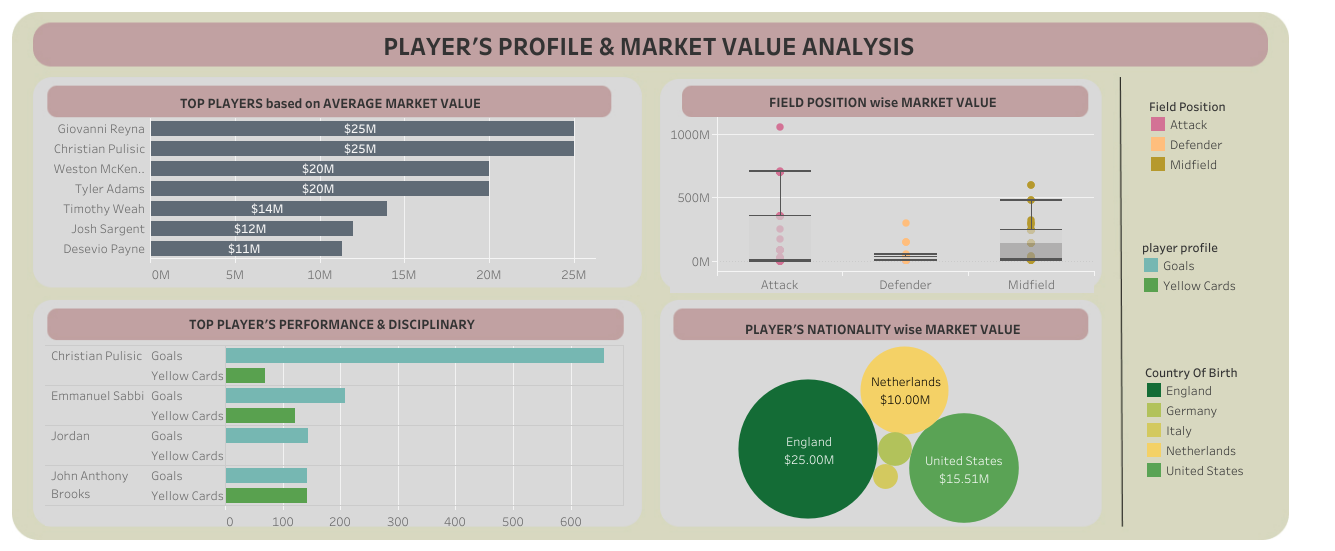 PLAYER'S PROFILE & MARKET VALUE ANALYSIS
TOP PLAYERS based on AVERAGE MARKET VALUE
Giovanni Reyna $25M
Christian Pulisic $25M
Weston McKen.. $20M
Tyler Adams $20M
Timothy Weah $14M
Josh Sargent $12M
Desevio Payne $11M
0M 5M 10M 15M 20M 25M
FIELD POSITION wise MARKET VALUE
1000M
500M
0M
Attack Defender Midfield
Field Position
Attack
Defender
Midfield
player profile
Goals
Yellow Cards
TOP PLAYER'S PERFORMANCE & DISCIPLINARY
Christian Pulisic Goals
Yellow Cards
Emmanuel Sabbi Goals
Yellow Cards
Jordan Goals
Yellow Cards
John Anthony Goals
Brooks Yellow Cards
0 100 200 300 400 500 600
PLAYER'S NATIONALITY wise MARKET VALUE
Netherlands
$10.00M
England
$25.00M
United States
$15.51M
Country Of Birth
England
Germany
Italy
Netherlands
United States